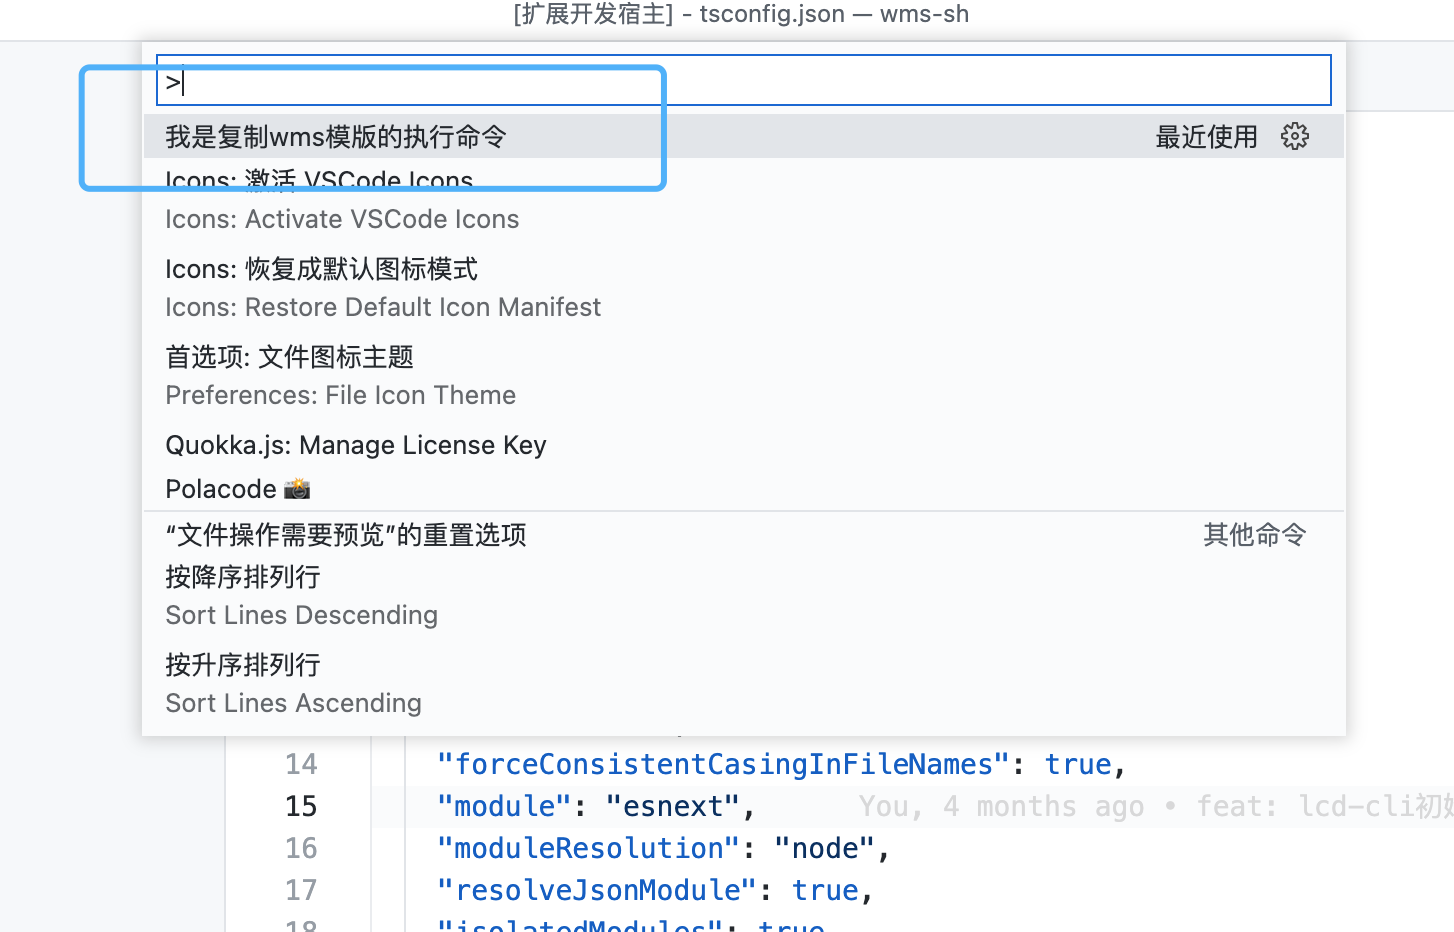 [扩展开发宿主] - tsconfig.json — wms-sh
>
我是复制wms模版的执行命令 最近使用
Icons: 激活 VSCode Icons
Icons: Activate VSCode Icons
Icons: 恢复成默认图标模式
Icons: Restore Default Icon Manifest
首选项: 文件图标主题
Preferences: File Icon Theme
Quokka.js: Manage License Key
Polacode 📸
“文件操作需要预览”的重置选项 其他命令
按降序排列行
Sort Lines Descending
按升序排列行
Sort Lines Ascending
14 "forceConsistentCasingInFileNames": true,
15 "module": "esnext", You, 4 months ago • feat: lcd-cli初
16 "moduleResolution": "node",
17 "resolveJsonModule": true,
18 "isolatedModules": true